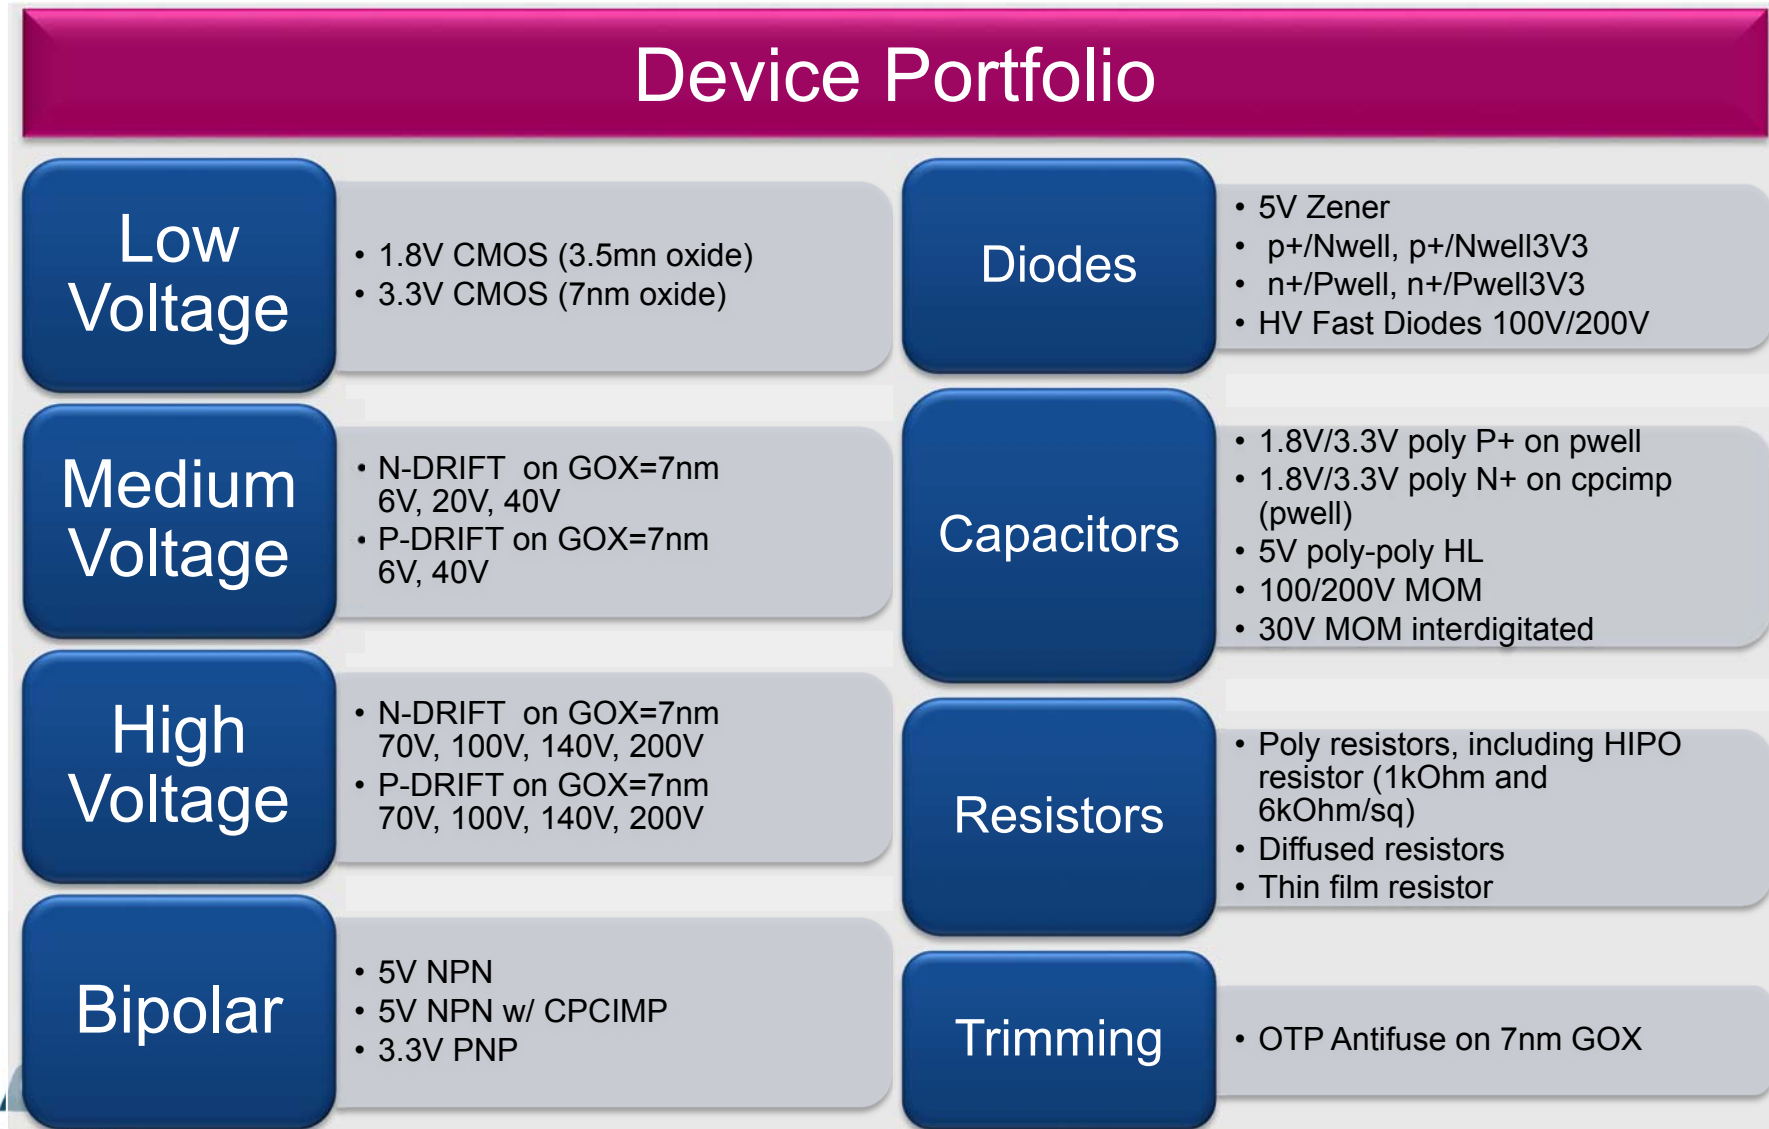 Device Portfolio
Low
Voltage
• 1.8V CMOS (3.5mn oxide)
• 3.3V CMOS (7nm oxide)
Medium
Voltage
• N-DRIFT on GOX=7nm
6V, 20V, 40V
• P-DRIFT on GOX=7nm
6V, 40V
High
Voltage
• N-DRIFT on GOX=7nm
70V, 100V, 140V, 200V
• P-DRIFT on GOX=7nm
70V, 100V, 140V, 200V
Bipolar
• 5V NPN
• 5V NPN w/ CPCIMP
• 3.3V PNP
Diodes
• 5V Zener
• p+/Nwell, p+/Nwell3V3
• n+/Pwell, n+/Pwell3V3
• HV Fast Diodes 100V/200V
Capacitors
• 1.8V/3.3V poly P+ on pwell
• 1.8V/3.3V poly N+ on cpcimp
(pwell)
• 5V poly-poly HL
• 100/200V MOM
• 30V MOM interdigitated
Resistors
• Poly resistors, including HIPO
resistor (1kOhm and
6kOhm/sq)
• Diffused resistors
• Thin film resistor
Trimming
• OTP Antifuse on 7nm GOX